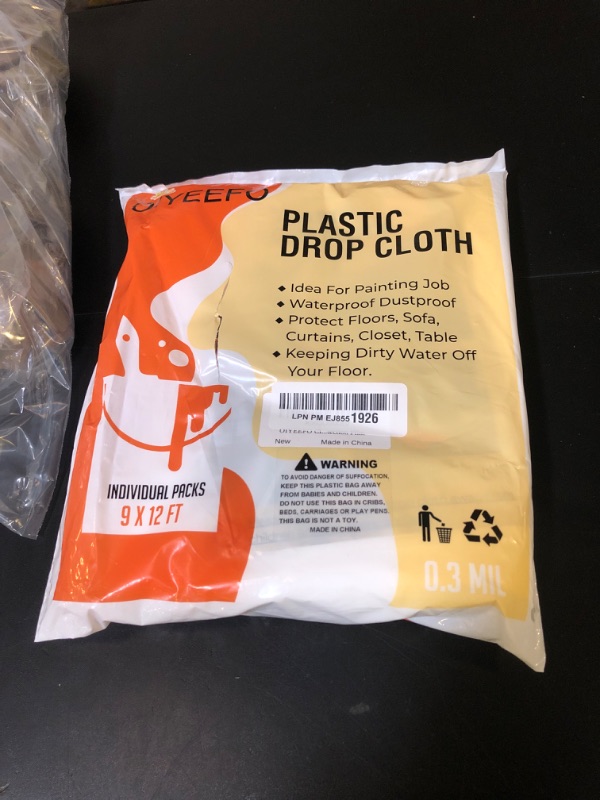 PLASTIC
DROP CLOTH
◆ Idea For Painting Job
◆ Waterproof Dustproof
◆ Protect Floors, Sofa,
Curtains, Closet, Table
◆ Keeping Dirty Water Off
Your Floor.
LPN PM EJ8551926
New Made in China
WARNING
TO AVOID DANGER OF SUFFOCATION,
KEEP THIS PLASTIC BAG AWAY
FROM BABIES AND CHILDREN.
DO NOT USE THIS BAG IN CRIBS,
BEDS, CARRIAGES OR PLAY PENS.
THIS BAG IS NOT A TOY.
MADE IN CHINA
INDIVIDUAL PACKS
9 X 12 FT
0.3 MIL